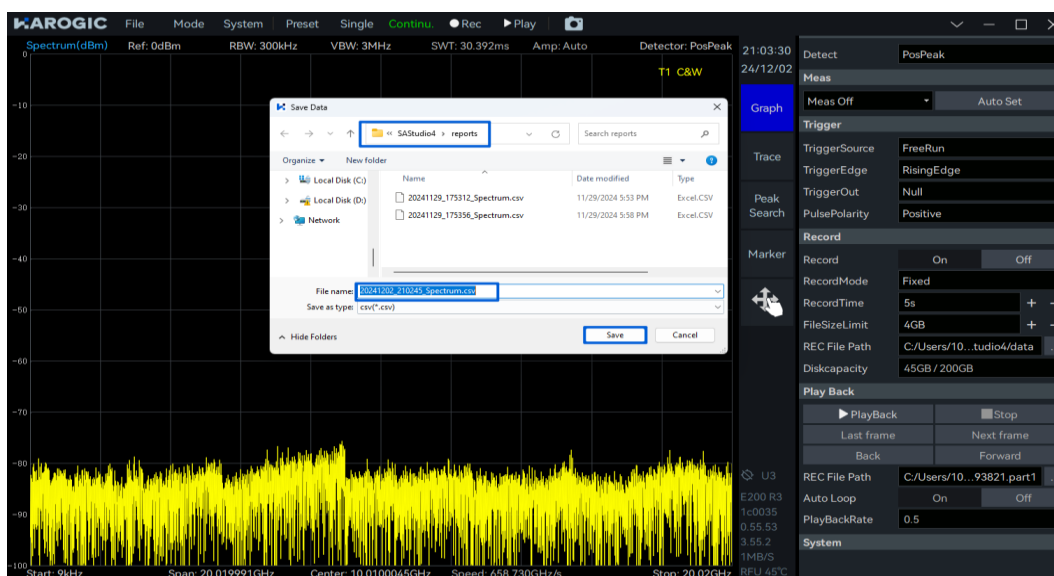 HAROGIC File Mode System Preset Single Continu. Rec Play
Spectrum(dBm) Ref: 0dBm RBW: 300kHz VBW: 3MHz SWT: 30.392ms Amp: Auto Detector: PosPeak
T1 C&W
0
-10
-20
-30
-40
-50
-60
-70
-80
-90
-100
Start: 9kHz Span: 20.019991GHz Center: 10.0100045GHz Speed: 658.730GHz/s Stop: 20.02GHz
Save Data
« SAStudio4 › reports
Search reports
Organize New folder
Local Disk (C:)
Local Disk (D:)
Network
Name Date modified Type
20241129_175312_Spectrum.csv 11/29/2024 5:53 PM Excel.CSV
20241129_175356_Spectrum.csv 11/29/2024 5:58 PM Excel.CSV
File name: 20241202_210245_Spectrum.csv
Save as type: csv(*.csv)
Hide Folders
Save Cancel
21:03:30
24/12/02
Graph
Trace
Peak
Search
Marker
U3
E200 R3
1c0035
0.55.53
3.55.2
1MB/S
RFU 45°C
Detect PosPeak
Meas
Meas Off Auto Set
Trigger
TriggerSource FreeRun
TriggerEdge RisingEdge
TriggerOut Null
PulsePolarity Positive
Record
Record On Off
RecordMode Fixed
RecordTime 5s + -
FileSizeLimit 4GB + -
REC File Path C:/Users/10...tudio4/data
Diskcapacity 45GB / 200GB
Play Back
PlayBack Stop
Last frame Next frame
Back Forward
REC File Path C:/Users/10...93821.part1
Auto Loop On Off
PlayBackRate 0.5
System